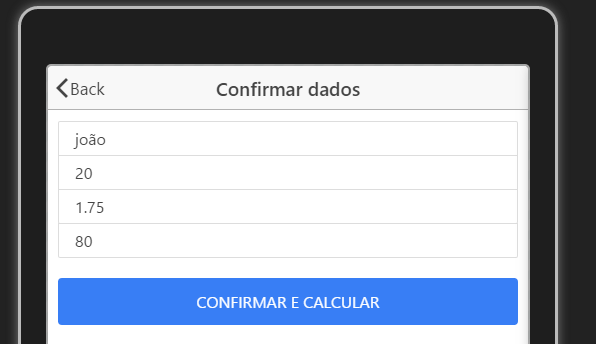 Back
Confirmar dados
joão
20
1.75
80
CONFIRMAR E CALCULAR